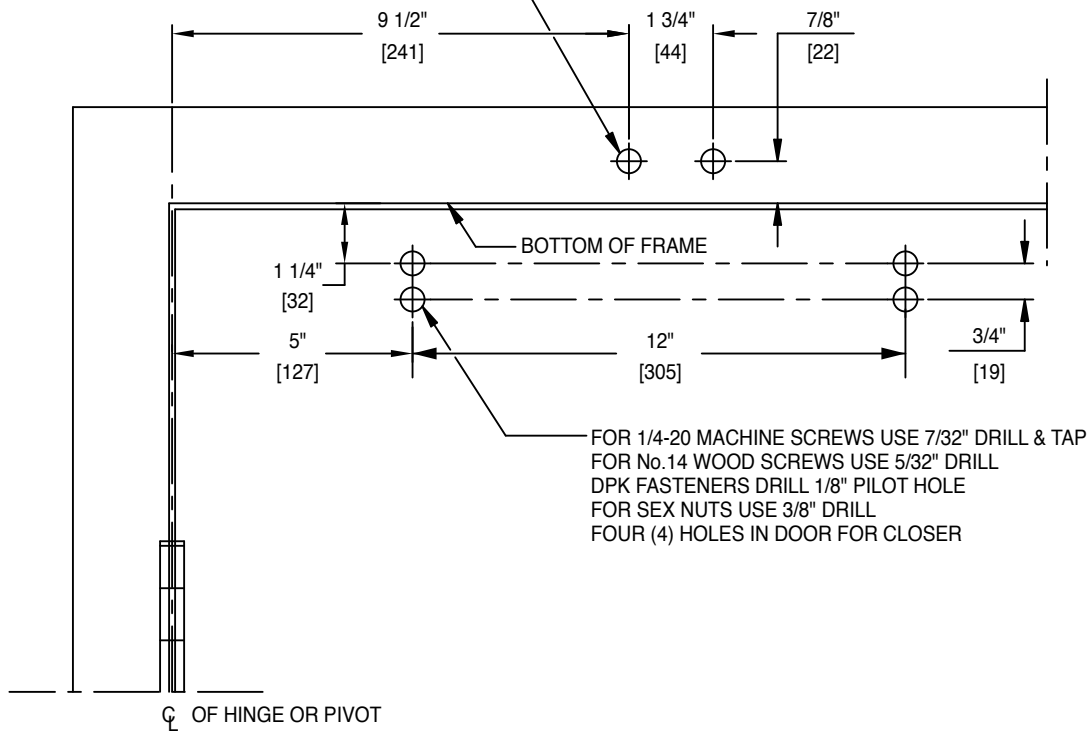 9 1/2"
[241]
1 3/4"
[44]
7/8"
[22]
BOTTOM OF FRAME
1 1/4"
[32]
5"
[127]
12"
[305]
3/4"
[19]
FOR 1/4-20 MACHINE SCREWS USE 7/32" DRILL & TAP
FOR No.14 WOOD SCREWS USE 5/32" DRILL
DPK FASTENERS DRILL 1/8" PILOT HOLE
FOR SEX NUTS USE 3/8" DRILL
FOUR (4) HOLES IN DOOR FOR CLOSER
℄ OF HINGE OR PIVOT